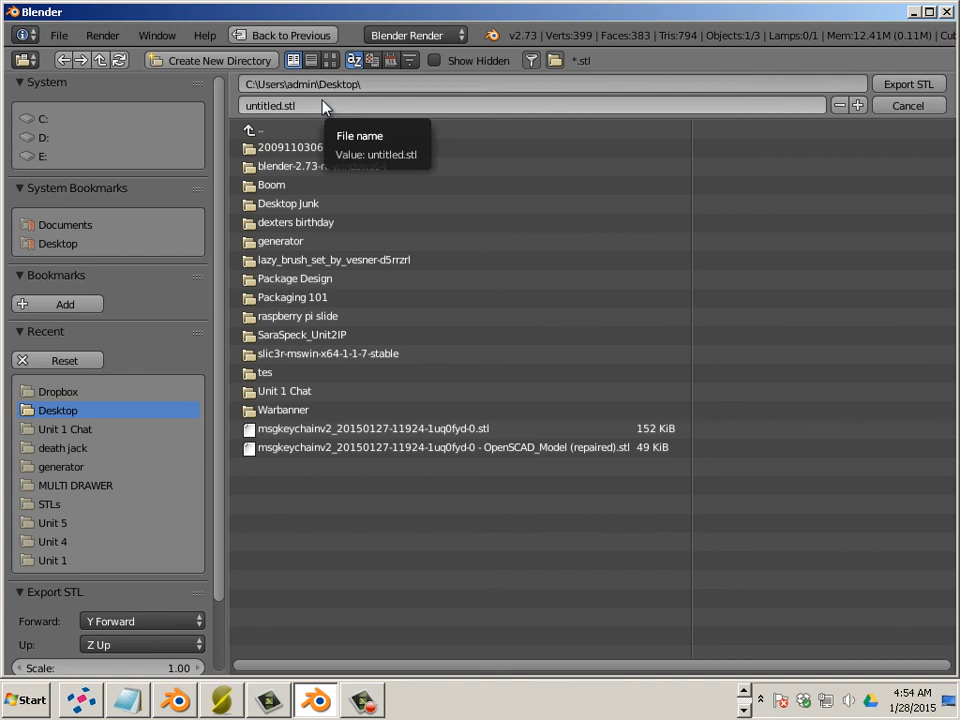 Blender
File Render Window Help Back to Previous Blender Render v2.73 | Verts:399 | Faces:383 | Tris:794 | Objects:1/3 | Lamps:0/1 | Mem:12.41M (0.11M) |
Create New Directory Show Hidden *.stl
System
C:
D:
E:
System Bookmarks
Documents
Desktop
Bookmarks
Add
Recent
Reset
Dropbox
Desktop
Unit 1 Chat
death jack
generator
MULTI DRAWER
STLs
Unit 5
Unit 4
Unit 1
Export STL
Forward: Y Forward
Up: Z Up
Scale: 1.00
C:\Users\admin\Desktop\ Export STL
untitled.stl Cancel
File name
Value: untitled.stl
..
2009110306
Boom
Desktop Junk
dexters birthday
generator
lazy_brush_set_by_vesner-d5rrzrl
Package Design
Packaging 101
raspberry pi slide
SaraSpeck_Unit2IP
slic3r-mswin-x64-1-1-7-stable
tes
Unit 1 Chat
Warbanner
msgkeychainv2_20150127-11924-1uq0fyd-0.stl 152 KiB
msgkeychainv2_20150127-11924-1uq0fyd-0 - OpenSCAD_Model (repaired).stl 49 KiB
Start 4:54 AM
1/28/2015